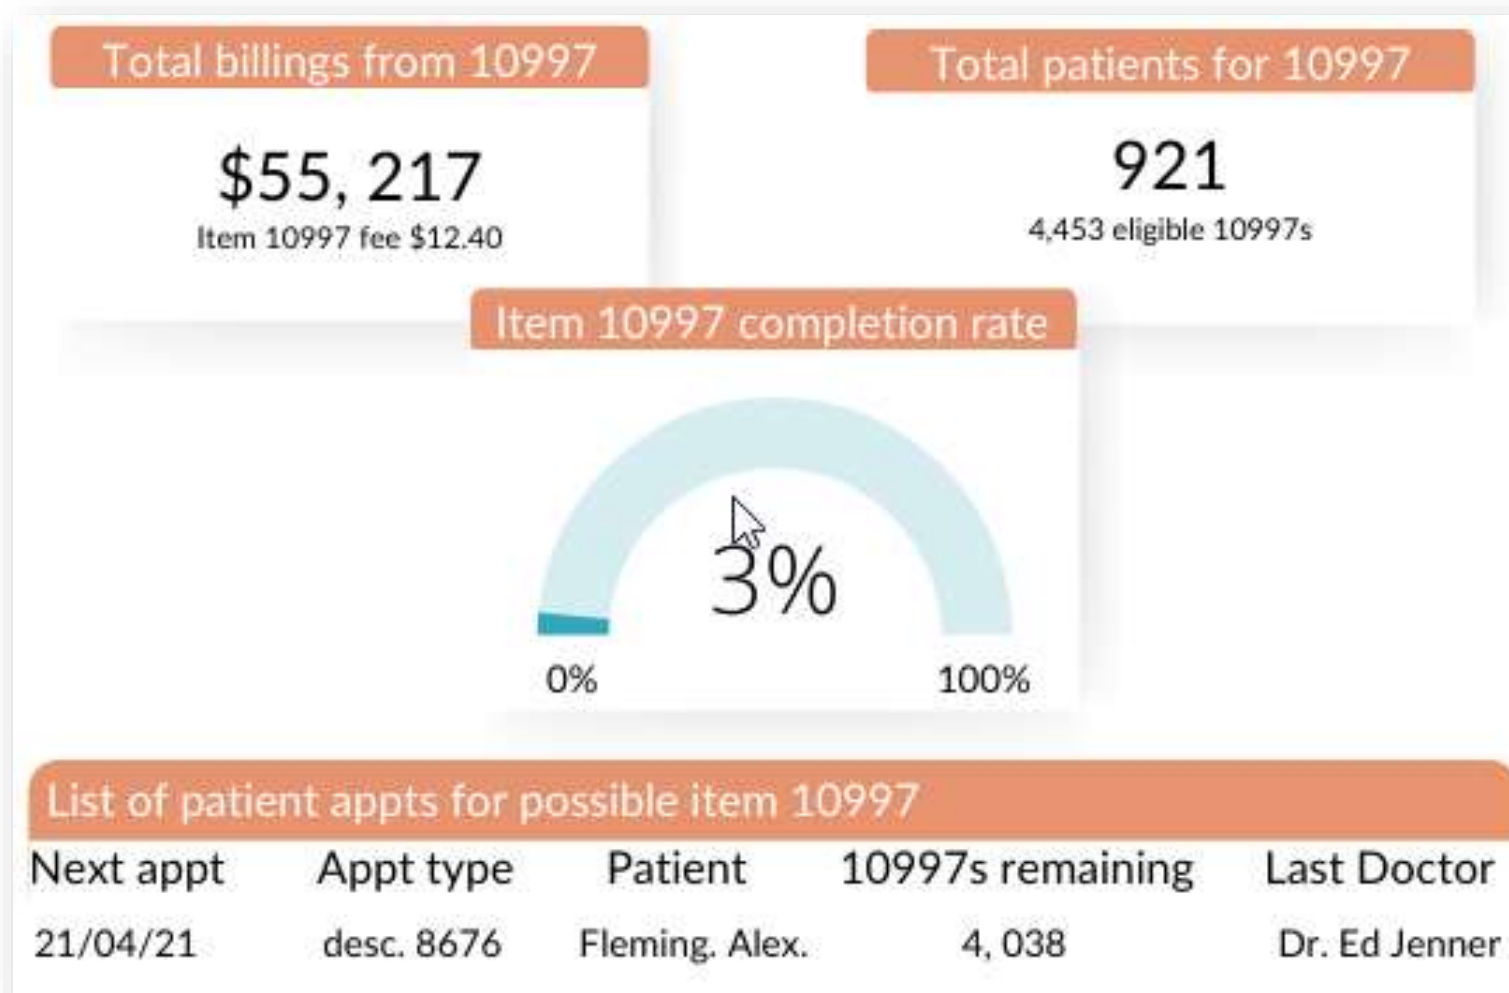 Total billings from 10997
Total patients for 10997
$55, 217
921
Item 10997 fee $12.40
4,453 eligible 10997s
Item 10997 completion rate
3%
0% 100%
List of patient appts for possible item 10997
Next appt Appt type Patient 10997s remaining Last Doctor
21/04/21 desc. 8676 Fleming. Alex. 4, 038 Dr. Ed Jenner